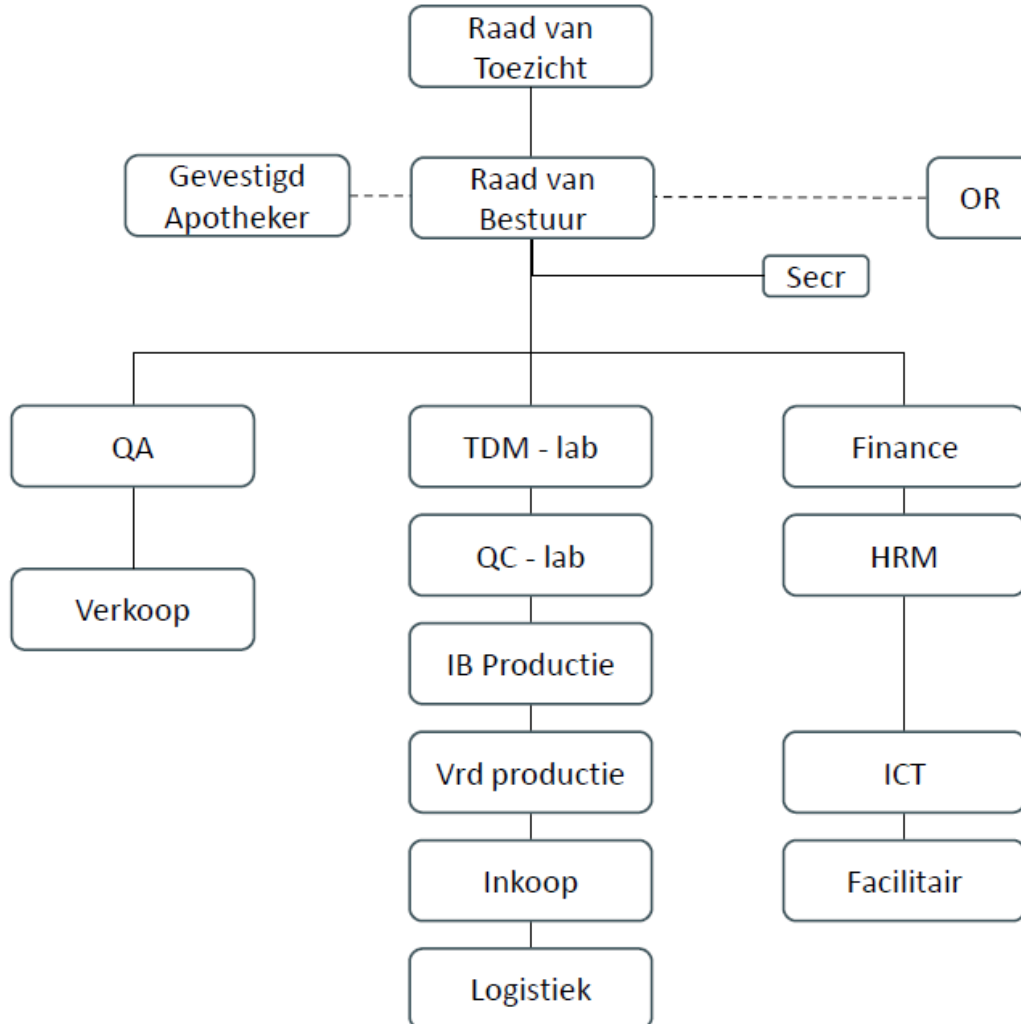 Raad van
Toezicht
Gevestigd
Apotheker
Raad van
Bestuur
OR
Secr
QA
TDM - lab
Finance
QC - lab
HRM
Verkoop
IB Productie
Vrd productie
ICT
Inkoop
Facilitair
Logistiek